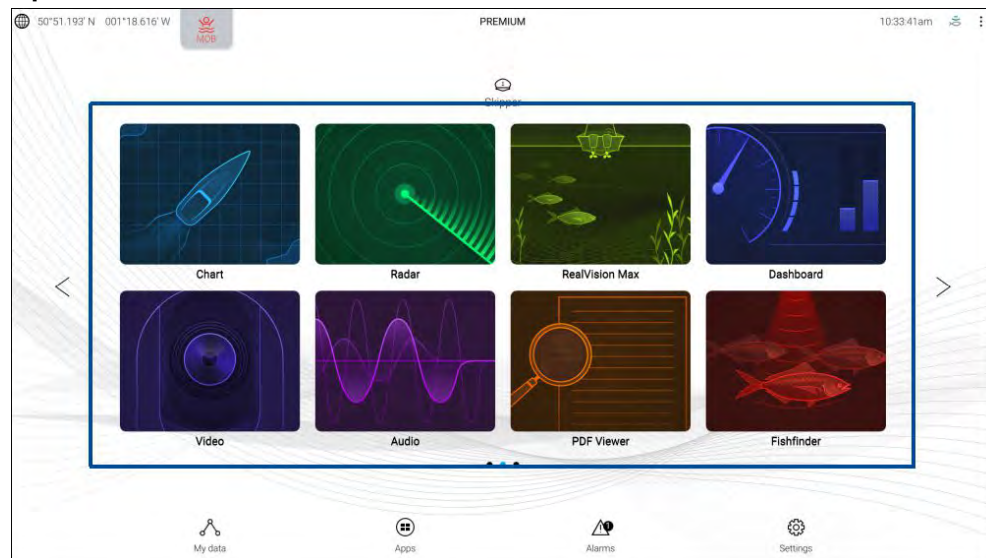 50°51.193' N 001°18.616' W
MOB
PREMIUM
10:33:41am
Skipper
Chart
Radar
RealVision Max
Dashboard
Video
Audio
PDF Viewer
Fishfinder
My data
Apps
Alarms
Settings